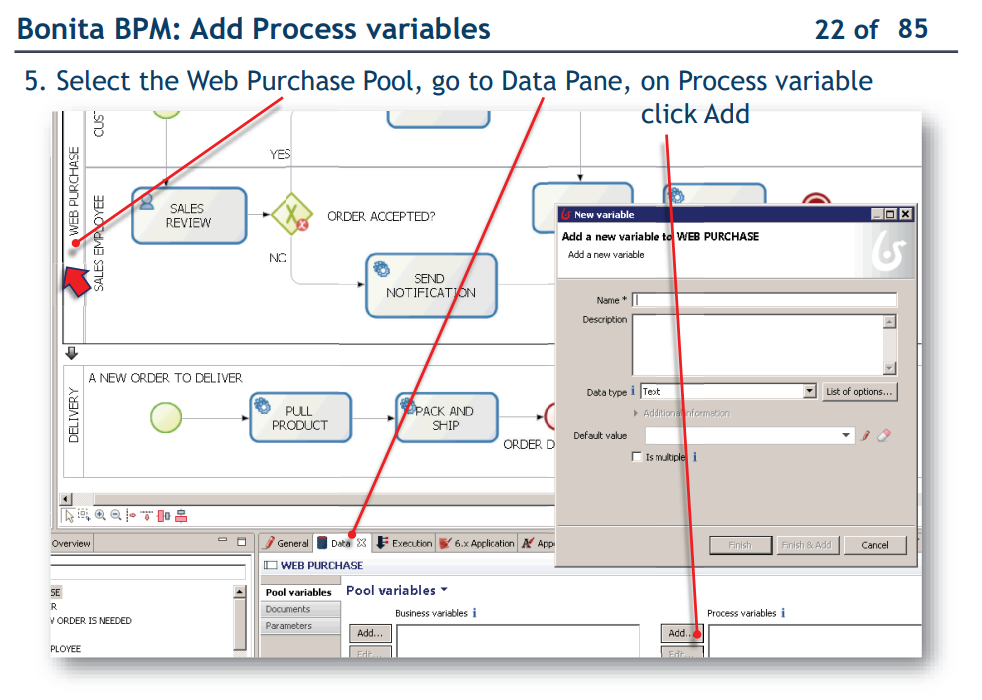 Bonita BPM: Add Process variables
22 of 85
5. Select the Web Purchase Pool, go to Data Pane, on Process variable
click Add
WEB PURCHASE
CUST
SALES EMPLOYEE
YES
SALES
REVIEW
ORDER ACCEPTED?
NO
SEND
NOTIFICATION
New variable
Add a new variable to WEB PURCHASE
Add a new variable
Name *
Description
Data type
Text
List of options...
Additional information
Default value
Is multiple
Finish
Finish & Add
Cancel
DELIVERY
A NEW ORDER TO DELIVER
PULL
PRODUCT
PACK AND
SHIP
ORDER D
Overview
SE
R
W ORDER IS NEEDED
PLOYEE
General
Data
Execution
6.x Application
App
WEB PURCHASE
Pool variables
Documents
Parameters
Pool variables
Business variables
Add...
Edit...
Process variables
Add...
Edit...